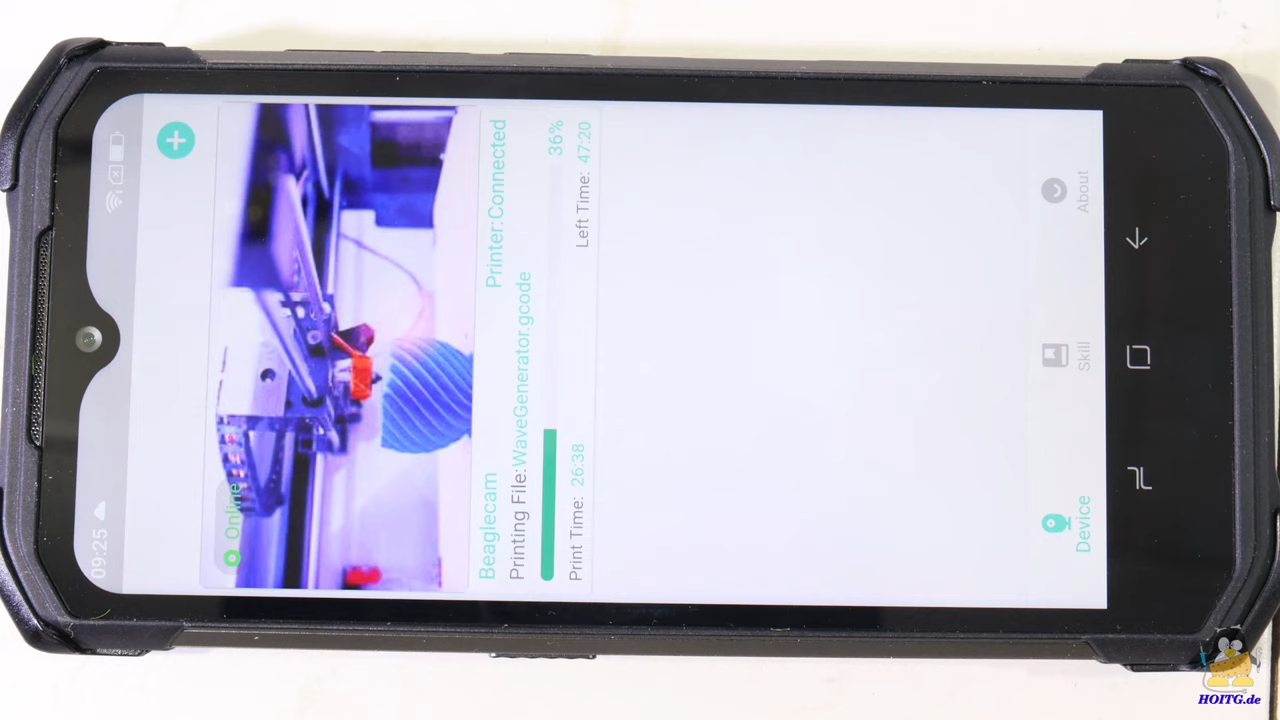 09:25
Online
Beaglecam Printer:Connected
Printing File:WaveGenerator.gcode
36%
Print Time: 26:38 Left Time: 47:20
Device Skill About
HOITG.de